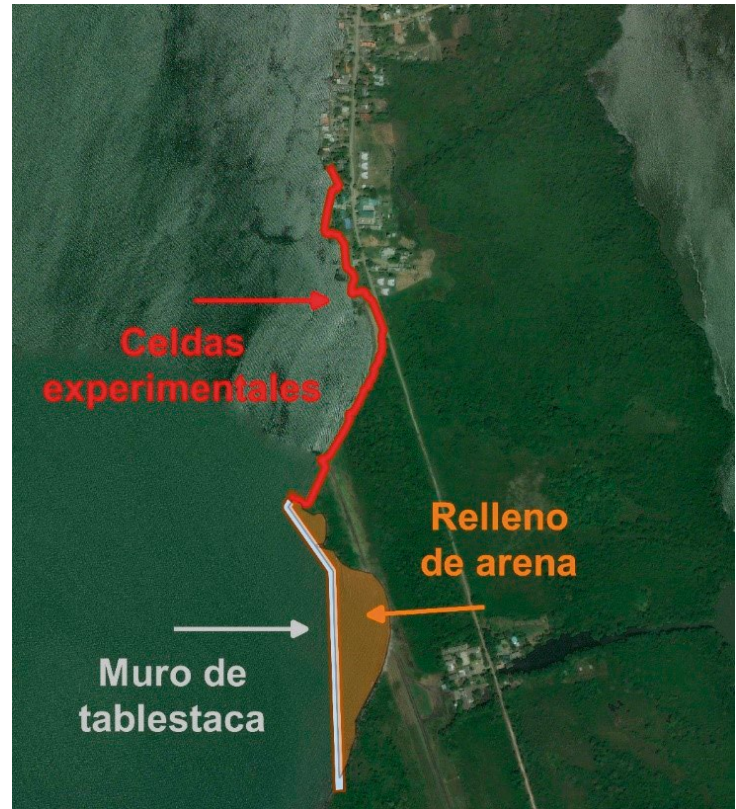 Celdas
experimentales
Relleno
de arena
Muro de
tablestaca